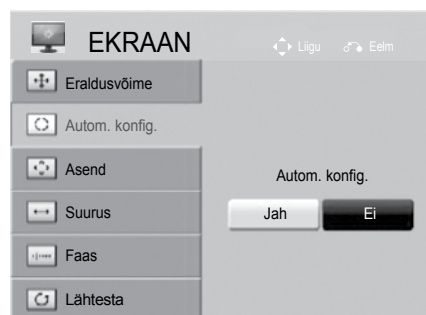 EKRAAN
Liigu Eelm
Eraldusvõime
Autom. konfig.
Asend
Suurus
Faas
Lähtesta
Autom. konfig.
Jah Ei